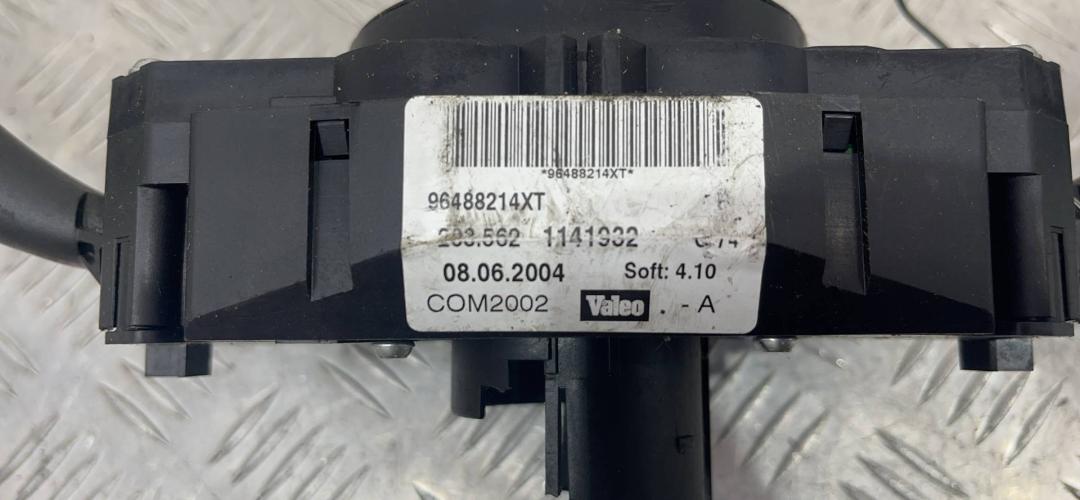 *96488214XT*
96488214XT
1141932
08.06.2004 Soft: 4.10
COM2002 Valeo . - A